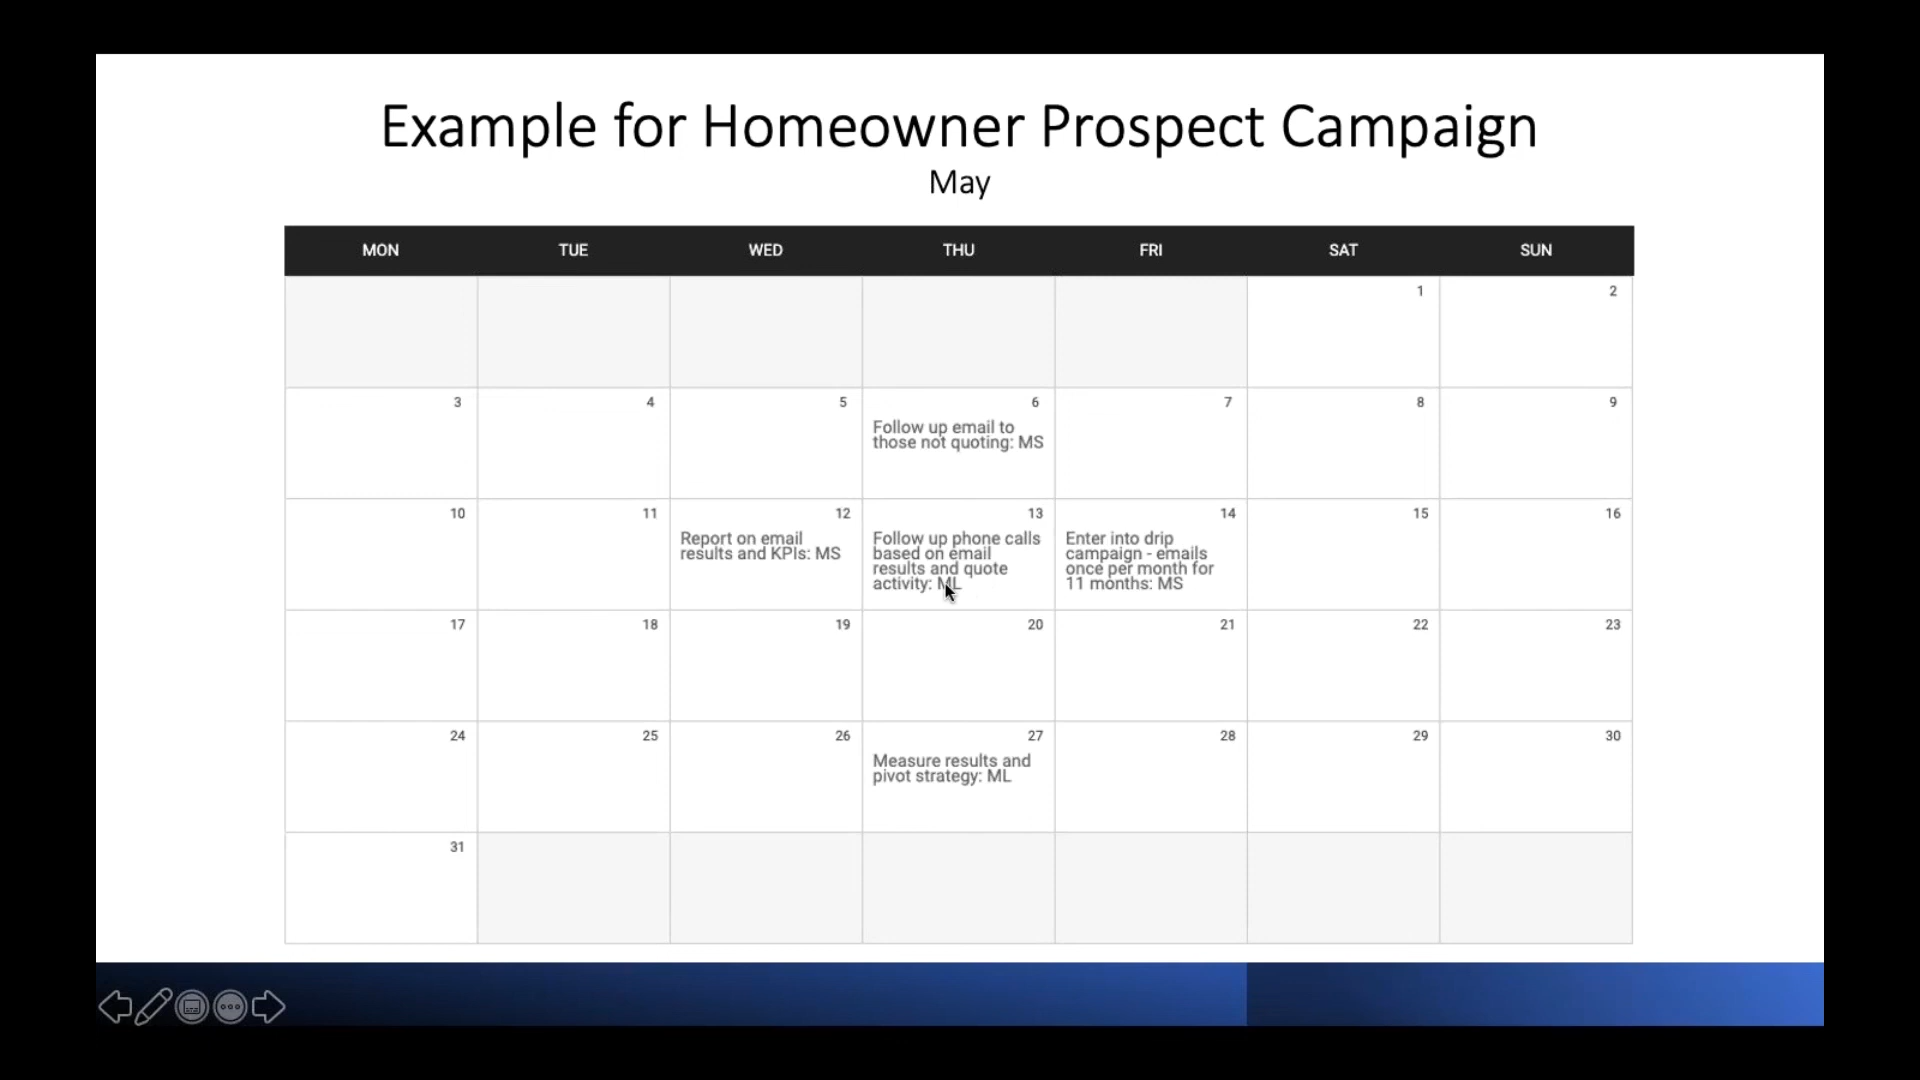 Example for Homeowner Prospect Campaign
May
MON TUE WED THU FRI SAT SUN
1 2
3 4 5 6 7 8 9
Follow up email to
those not quoting: MS
10 11 12 13 14 15 16
Report on email
results and KPIs: MS
Follow up phone calls
based on email
results and quote
activity: ML
Enter into drip
campaign - emails
once per month for
11 months: MS
17 18 19 20 21 22 23
24 25 26 27 28 29 30
Measure results and
pivot strategy: ML
31